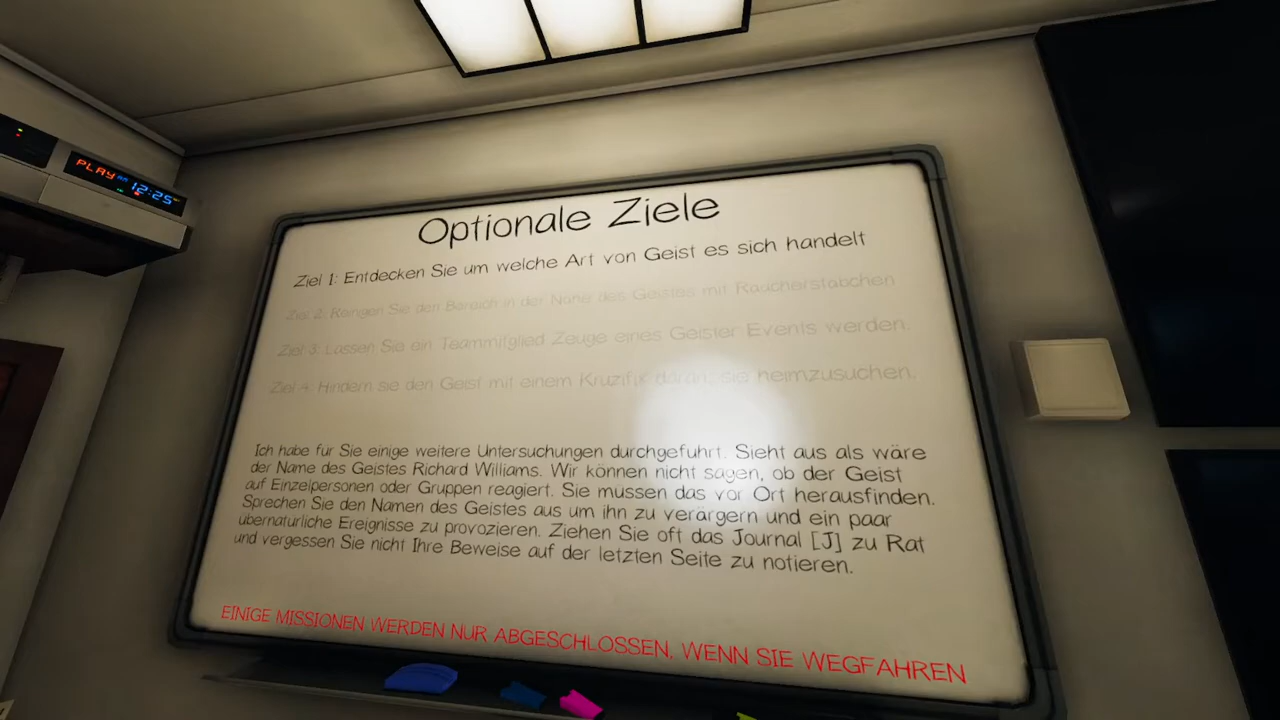 PLAY AM 12:25
Optionale Ziele
Ziel 1: Entdecken Sie um welche Art von Geist es sich handelt
Ziel 2: Reinigen Sie den Bereich in der Nähe des Geistes mit Räucherstäbchen
Ziel 3: Lassen Sie ein Teammitglied Zeuge eines Geister Events werden.
Ziel 4: Hindern sie den Geist mit einem Kruzifix daran, sie heimzusuchen.
Ich habe für Sie einige weitere Untersuchungen durchgeführt. Sieht aus als wäre
der Name des Geistes Richard Williams. Wir können nicht sagen, ob der Geist
auf Einzelpersonen oder Gruppen reagiert. Sie müssen das vor Ort herausfinden.
Sprechen Sie den Namen des Geistes aus um ihn zu verärgern und ein paar
übernatürliche Ereignisse zu provozieren. Ziehen Sie oft das Journal [J] zu Rat
und vergessen Sie nicht Ihre Beweise auf der letzten Seite zu notieren.
EINIGE MISSIONEN WERDEN NUR ABGESCHLOSSEN, WENN SIE WEGFAHREN